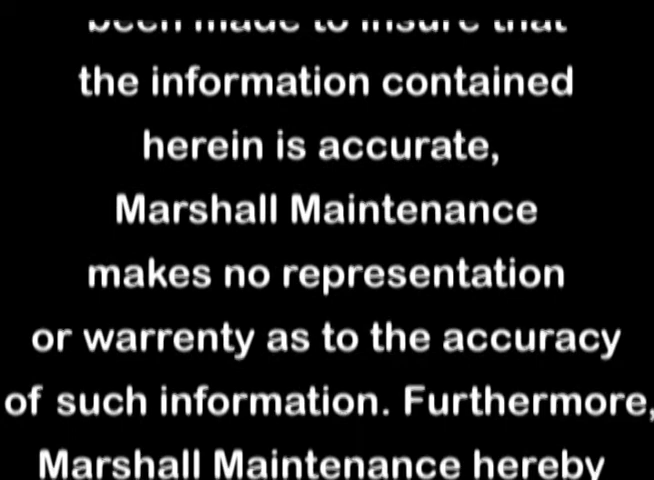 been made to insure that
the information contained
herein is accurate,
Marshall Maintenance
makes no representation
or warrenty as to the accuracy
of such information. Furthermore,
Marshall Maintenance hereby